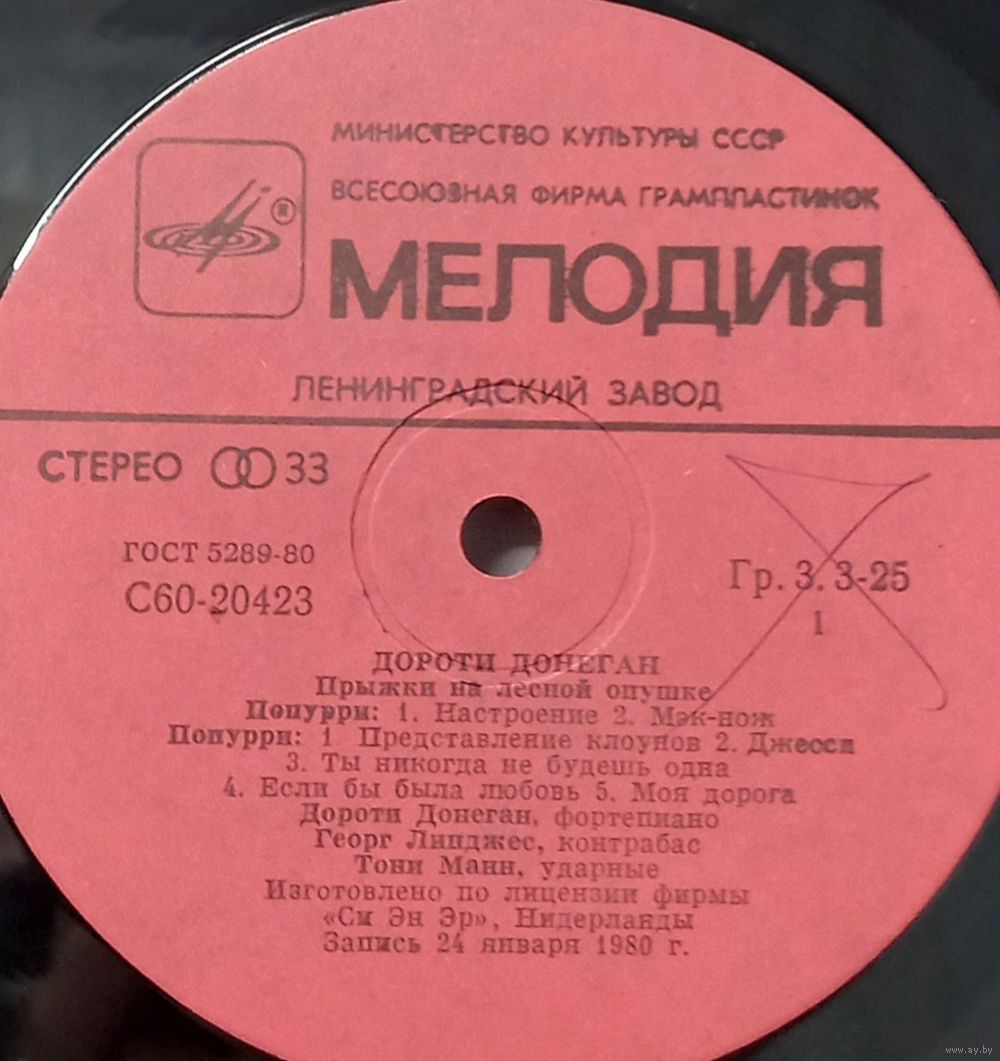 МИНИСТЕРСТВО КУЛЬТУРЫ СССР
ВСЕСОЮЗНАЯ ФИРМА ГРАМПЛАСТИНОК
®
МЕЛОДИЯ
ЛЕНИНГРАДСКИЙ ЗАВОД
СТЕРЕО 33
ГОСТ 5289-80
С60-20423
Гр. 3. 3-25
1
ДОРОТИ ДОНЕГАН
Прыжки на лесной опушке
Попурри: 1. Настроение 2. Мэк-нож
Попурри: 1 Представление клоунов 2. Джесси
3. Ты никогда не будешь одна
4. Если бы была любовь 5. Моя дорога
Дороти Донеган, фортепиано
Георг Линджес, контрабас
Тони Манн, ударные
Изготовлено по лицензии фирмы
«Си Эн Эр», Нидерланды
Запись 24 января 1980 г.
www.ay.by